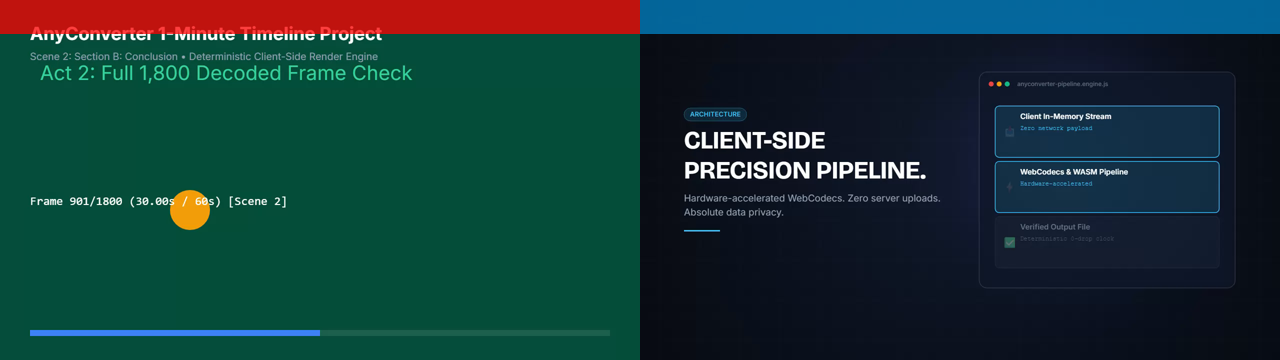 AnyConverter 1-Minute Timeline Project
Scene 2: Section B: Conclusion • Deterministic Client-Side Render Engine
Act 2: Full 1,800 Decoded Frame Check
Frame 901/1800 (30.00s / 60s) [Scene 2]
anyconverter-pipeline.engine.js
ARCHITECTURE
CLIENT-SIDE
PRECISION PIPELINE.
Hardware-accelerated WebCodecs. Zero server uploads.
Absolute data privacy.
Client In-Memory Stream
Zero network payload
WebCodecs & WASM Pipeline
Hardware-accelerated
Verified Output File
Deterministic 0-drop clock